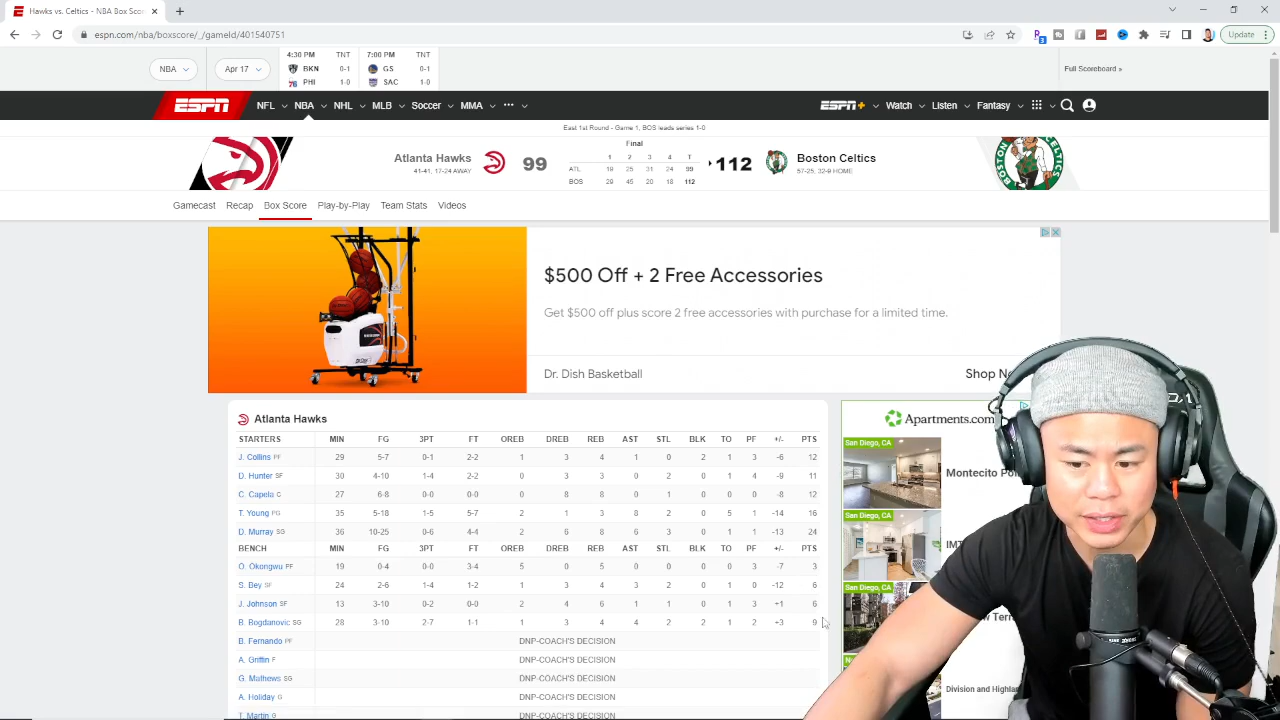 Hawks vs. Celtics - NBA Box Sco
espn.com/nba/boxscore/_/gameId/401540751
Update
NBA
Apr 17
4:30 PM TNT
BKN 0-1
PHI 1-0
7:00 PM TNT
GS 0-1
SAC 1-0
Full Scoreboard »
ESPN NFL NBA NHL MLB Soccer MMA ••• ESPN+ Watch Listen Fantasy
East 1st Round - Game 1, BOS leads series 1-0
Final
Atlanta Hawks 99
41-41, 17-24 AWAY
1 2 3 4 T
ATL 19 25 31 24 99
BOS 29 45 20 18 112
112 Boston Celtics
57-25, 32-9 HOME
Gamecast Recap Box Score Play-by-Play Team Stats Videos
$500 Off + 2 Free Accessories
Get $500 off plus score 2 free accessories with purchase for a limited time.
Dr. Dish Basketball
Shop
Atlanta Hawks
STARTERS MIN FG 3PT FT OREB DREB REB AST STL BLK TO PF +/- PTS
J. Collins PF 29 5-7 0-1 2-2 1 3 4 1 0 2 1 3 -6 12
D. Hunter SF 30 4-10 1-4 2-2 0 3 3 0 2 0 1 4 -9 11
C. Capela C 27 6-8 0-0 0-0 0 8 8 0 1 0 0 0 -8 12
T. Young PG 35 5-18 1-5 5-7 2 1 3 8 2 0 5 1 -14 16
D. Murray SG 36 10-25 0-6 4-4 2 6 8 6 3 0 1 1 -13 24
BENCH MIN FG 3PT FT OREB DREB REB AST STL BLK TO PF +/- PTS
O. Okongwu PF 19 0-4 0-0 3-4 5 0 5 0 0 0 0 3 -7 3
S. Bey SF 24 2-6 1-4 1-2 1 3 4 3 2 0 1 0 -12 6
J. Johnson SF 13 3-10 0-2 0-0 2 4 6 1 1 0 1 3 +1 6
B. Bogdanovic SG 28 3-10 2-7 1-1 1 3 4 4 2 2 1 2 +3 9
B. Fernando PF DNP-COACH'S DECISION
A. Griffin F DNP-COACH'S DECISION
G. Mathews SG DNP-COACH'S DECISION
A. Holiday G DNP-COACH'S DECISION
T. Martin G DNP-COACH'S DECISION
Apartments.com
San Diego, CA
Montecito
San Diego, CA
San Diego, CA
Division and